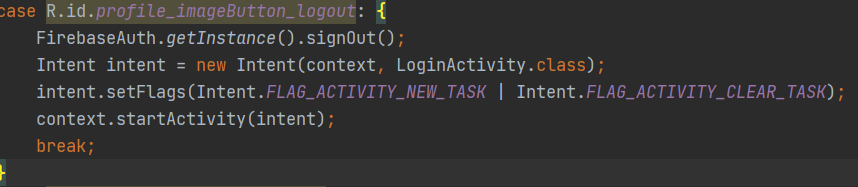 case R.id.profile_imageButton_logout: {
FirebaseAuth.getInstance().signOut();
Intent intent = new Intent(context, LoginActivity.class);
intent.setFlags(Intent.FLAG_ACTIVITY_NEW_TASK | Intent.FLAG_ACTIVITY_CLEAR_TASK);
context.startActivity(intent);
break;
}